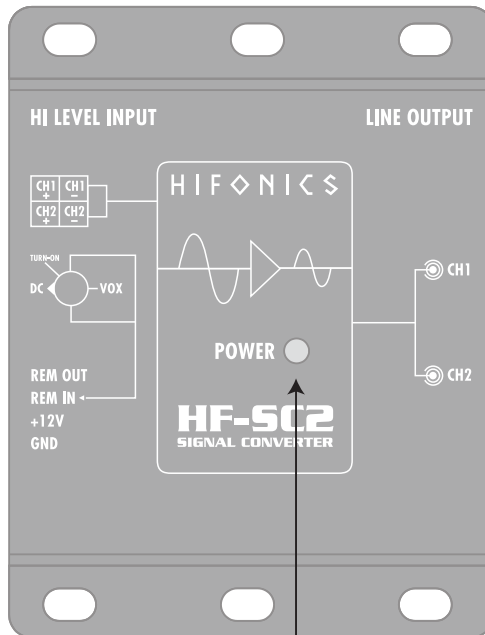 HI LEVEL INPUT
LINE OUTPUT
CH1 + CH1 −
CH2 + CH2 −
HIFONICS
TURN-ON
DC
VOX
CH1
POWER
CH2
REM OUT
REM IN
+12V
GND
HF-SC2
SIGNAL CONVERTER